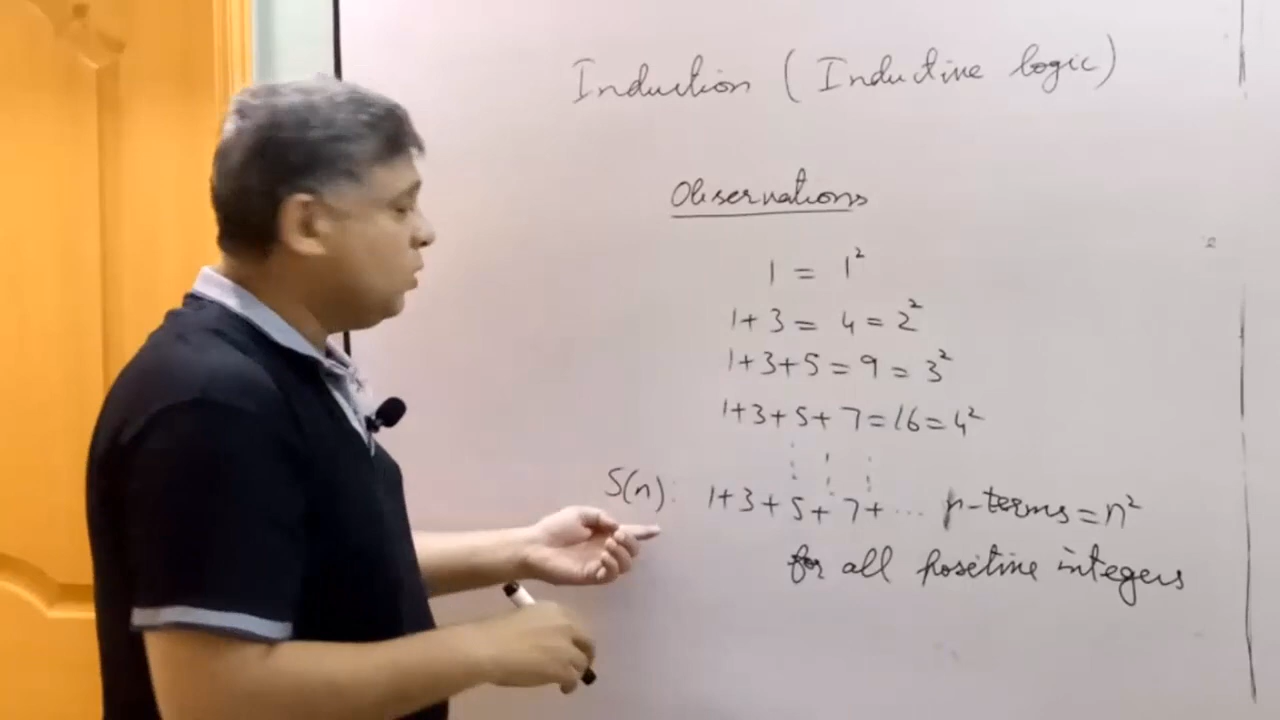 Induction (Inductive logic)
Observations
1 = 1²
1+3 = 4 = 2²
1+3+5 = 9 = 3²
1+3+5+7 = 16 = 4²
S(n): 1+3+5+7+ ... n-terms = n²
for all positive integers